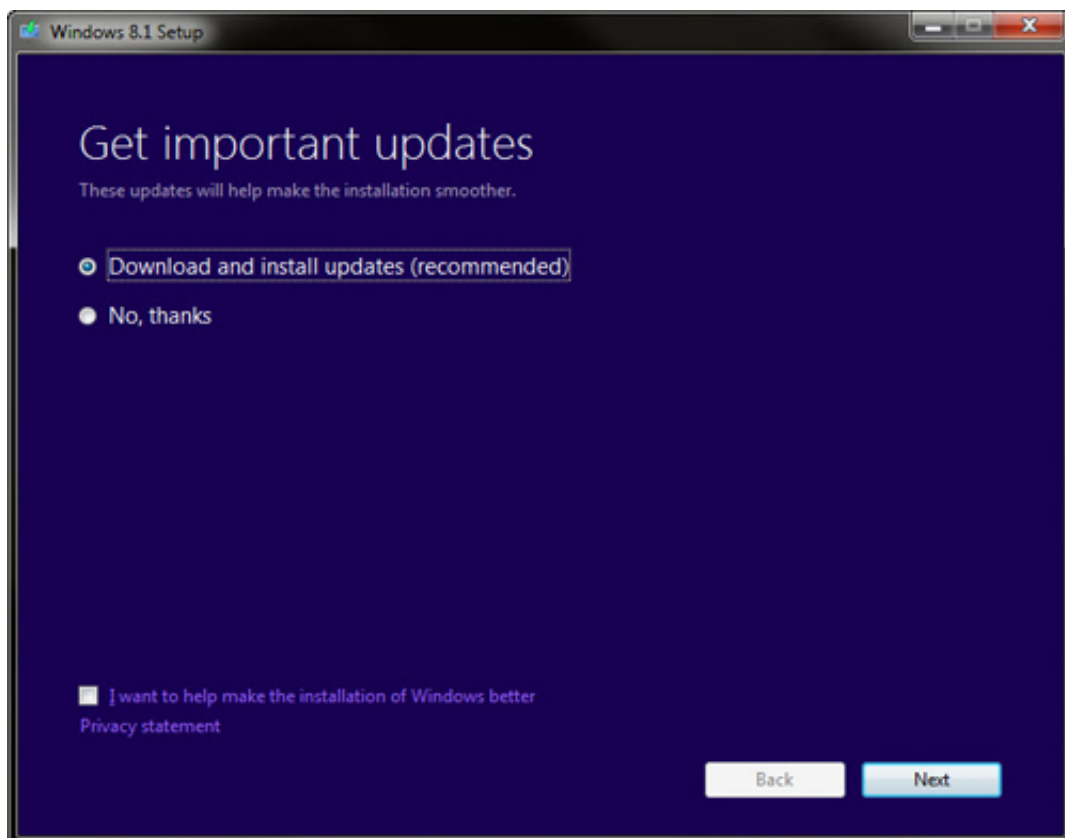 Windows 8.1 Setup
Get important updates
These updates will help make the installation smoother.
Download and install updates (recommended)
No, thanks
I want to help make the installation of Windows better
Privacy statement
Back
Next